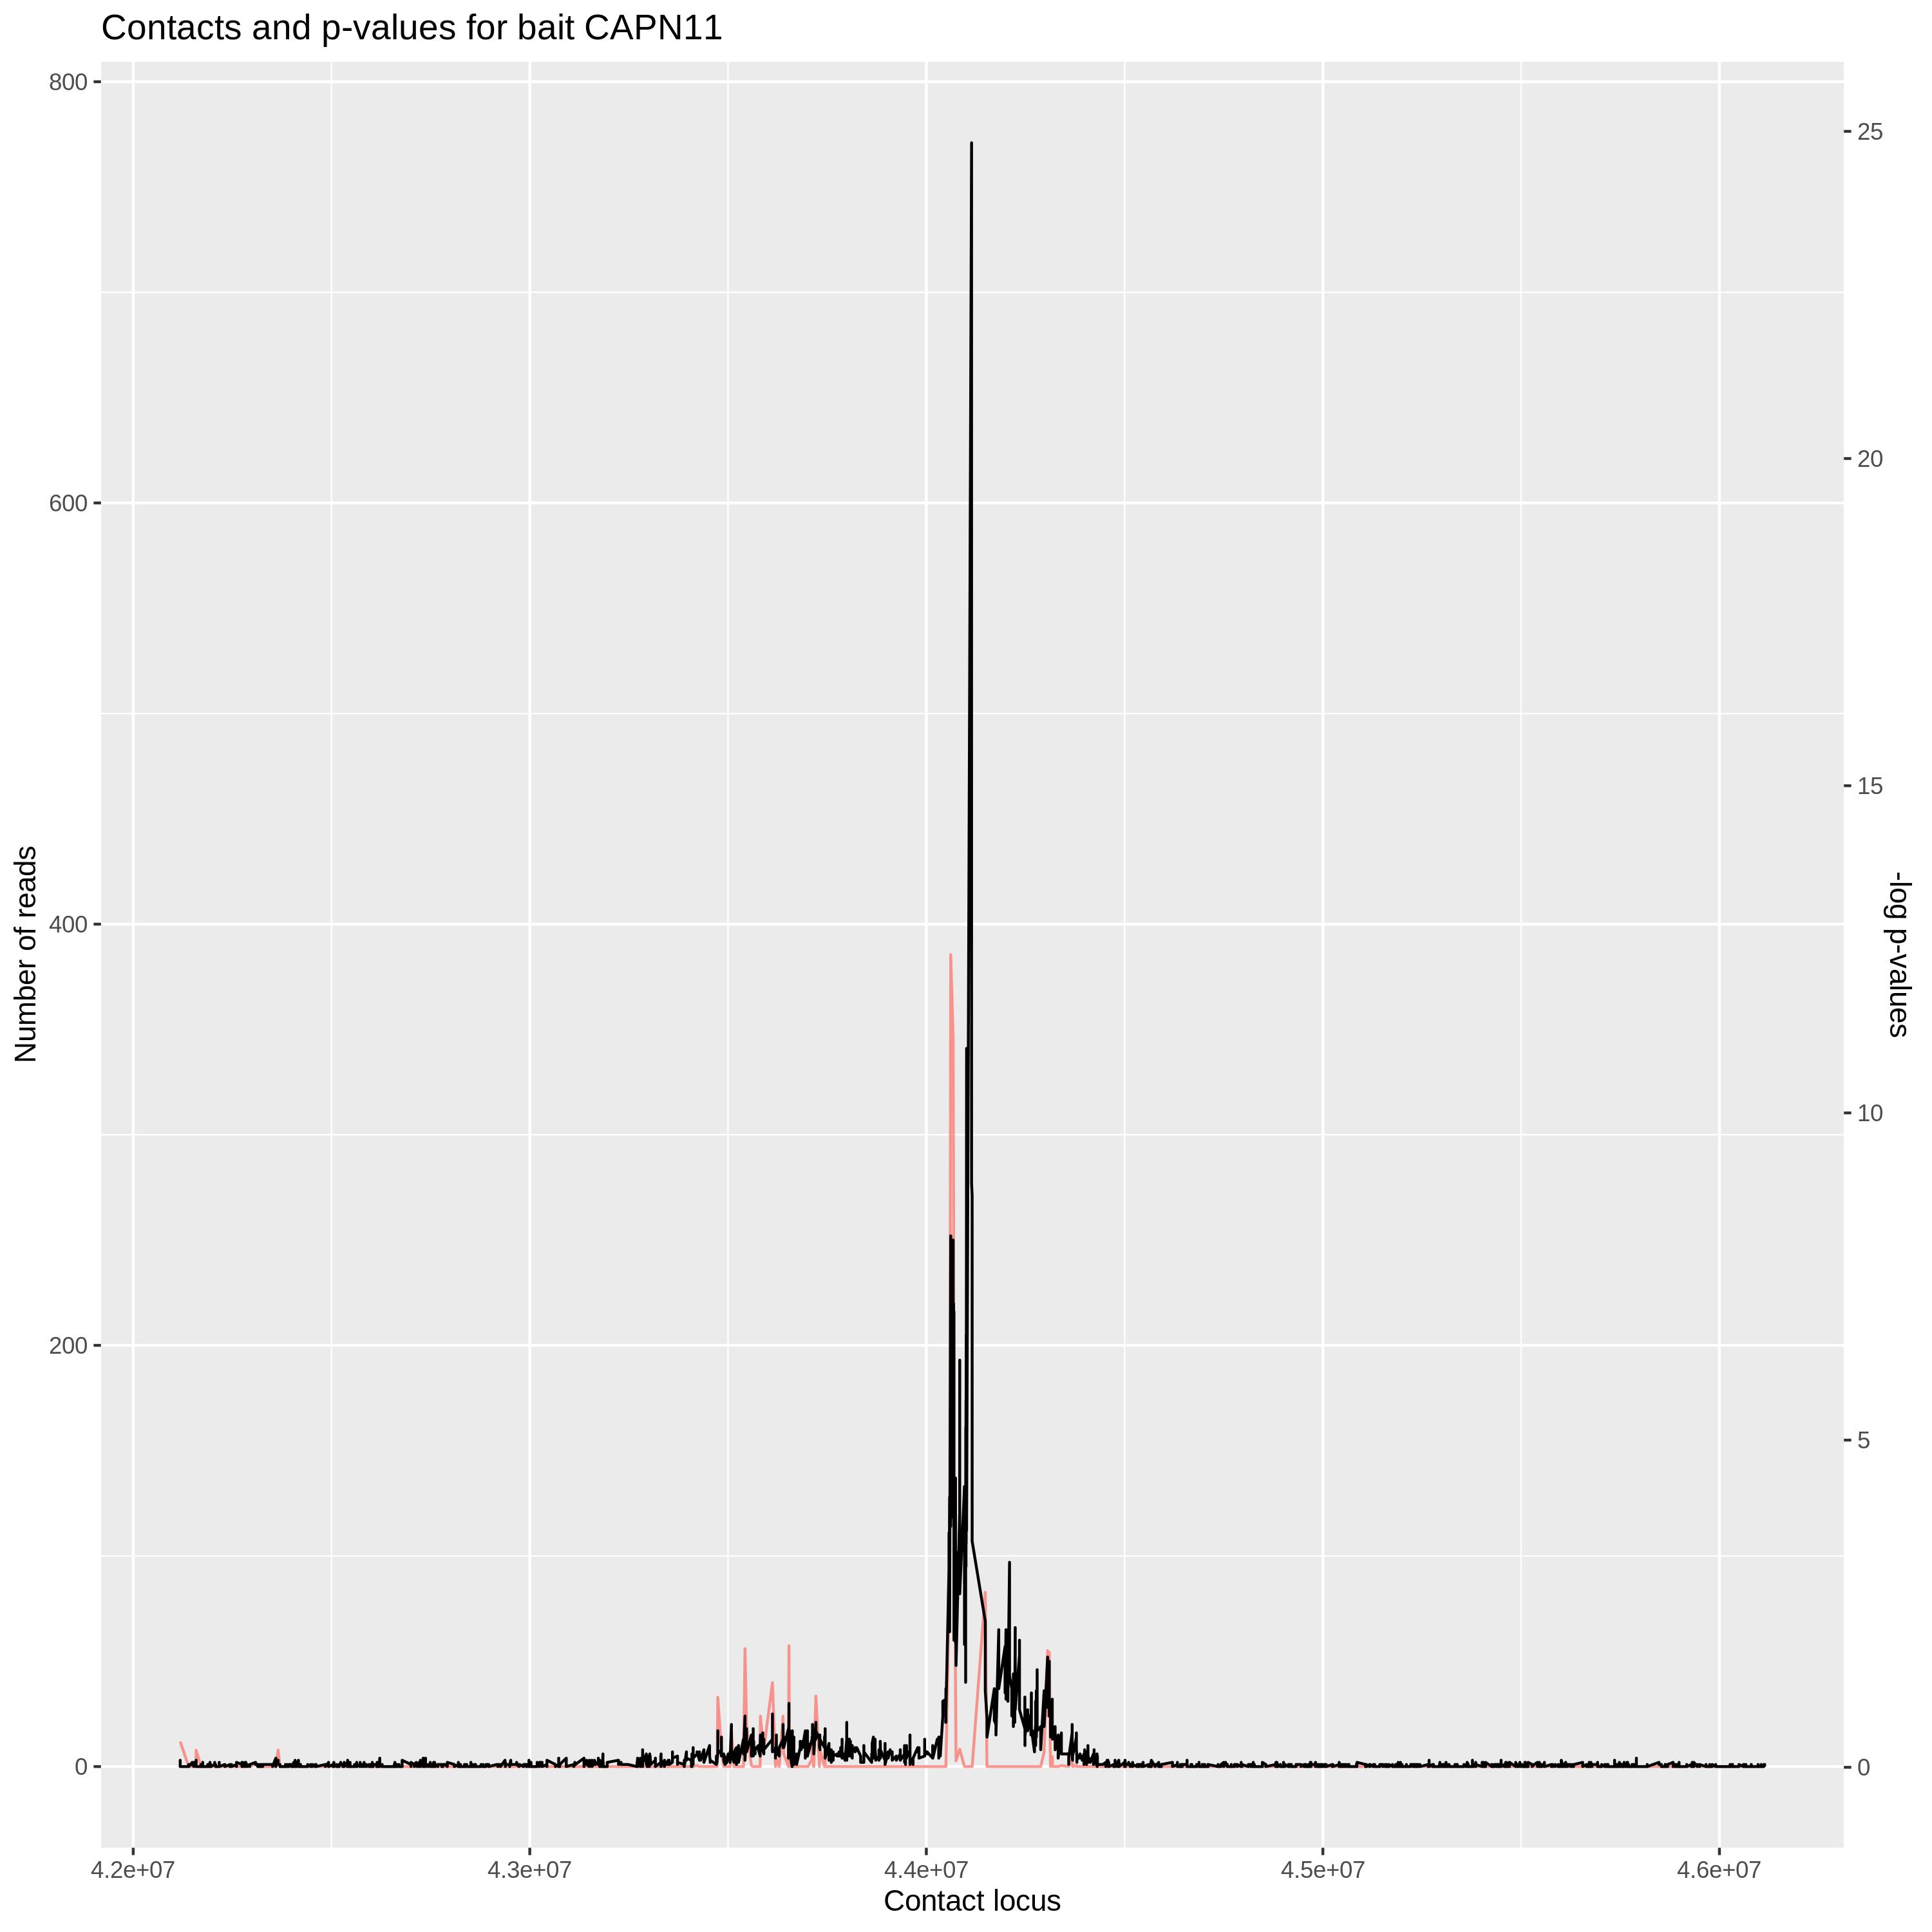 Contacts and p-values for bait CAPN11
800
600
400
200
0
Number of reads
25
20
15
10
5
0
-log p-values
4.2e+07
4.3e+07
4.4e+07
4.5e+07
4.6e+07
Contact locus